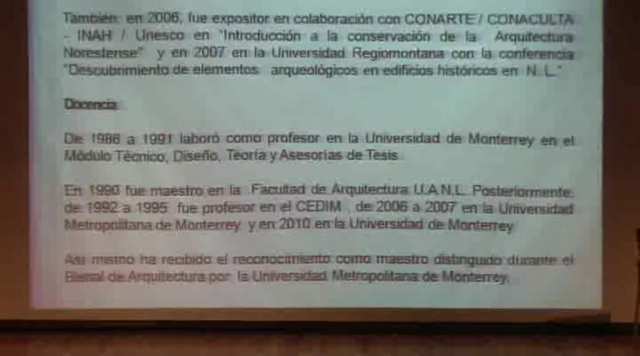 También en 2006, fue expositor en colaboración con CONARTE / CONACULTA
– INAH / Unesco en "Introducción a la conservación de la Arquitectura
Norestense" y en 2007 en la Universidad Regiomontana con la conferencia
"Descubrimiento de elementos arqueológicos en edificios históricos en N. L."
Docencia
De 1986 a 1991 laboró como profesor en la Universidad de Monterrey en el
Módulo Técnico, Diseño, Teoría y Asesorías de Tesis.
En 1990 fue maestro en la Facultad de Arquitectura U.A.N.L. Posteriormente,
de 1992 a 1995 fue profesor en el CEDIM , de 2006 a 2007 en la Universidad
Metropolitana de Monterrey y en 2010 en la Universidad de Monterrey
Asi mismo ha recibido el reconocimiento como maestro distinguido durante el
Bienal de Arquitectura por la Universidad Metropolitana de Monterrey.